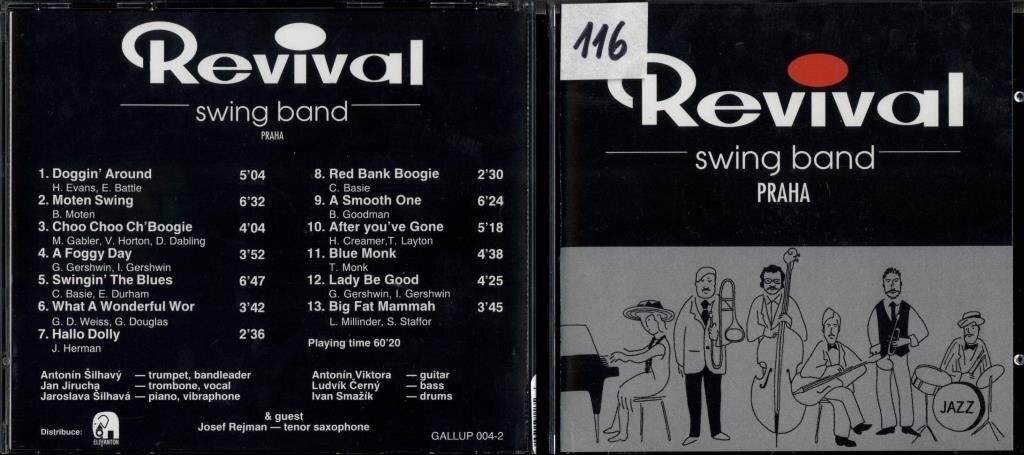 Revival
swing band
PRAHA
1. Doggin' Around 5'04
H. Evans, E. Battle
2. Moten Swing 6'32
B. Moten
3. Choo Choo Ch'Boogie 4'04
M. Gabler, V. Horton, D. Dabling
4. A Foggy Day 3'52
G. Gershwin, I. Gershwin
5. Swingin' The Blues 6'47
C. Basie, E. Durham
6. What A Wonderful Wor 3'42
G. D. Weiss, G. Douglas
7. Hallo Dolly 2'36
J. Herman
8. Red Bank Boogie 2'30
C. Basie
9. A Smooth One 6'24
B. Goodman
10. After you've Gone 5'18
H. Creamer,T. Layton
11. Blue Monk 4'38
T. Monk
12. Lady Be Good 4'25
G. Gershwin, I. Gershwin
13. Big Fat Mammah 3'45
L. Millinder, S. Staffor
Playing time 60'20
Antonín Šilhavý — trumpet, bandleader
Jan Jirucha — trombone, vocal
Jaroslava Šilhavá — piano, vibraphone
Antonín Viktora — guitar
Ludvík Černý — bass
Ivan Smažík — drums
& guest
Josef Rejman — tenor saxophone
Distribuce:
ELEFANTON
GALLUP 004-2
116
Revival
swing band
PRAHA
JAZZ